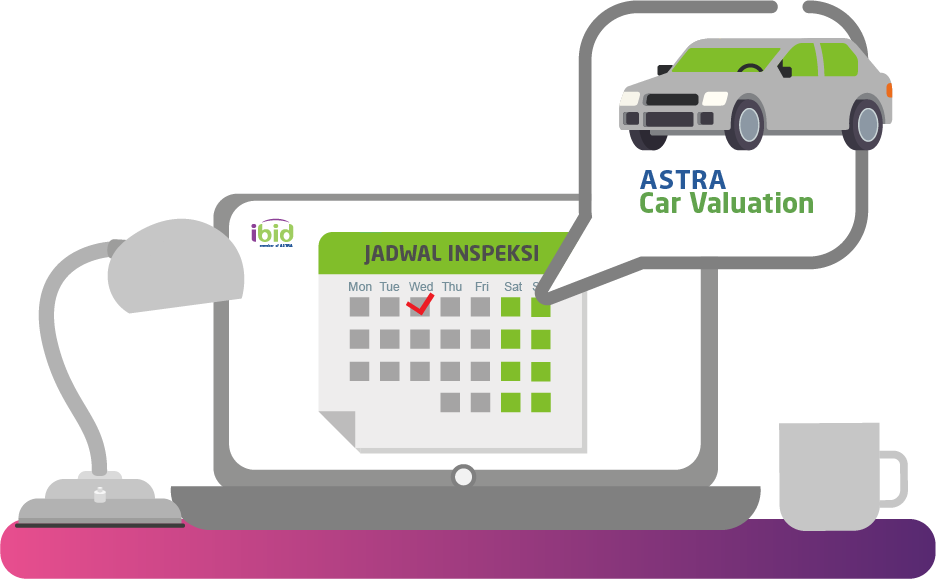 ASTRA
Car Valuation
ibid
member of ASTRA
JADWAL INSPEKSI
Mon Tue Wed Thu Fri Sat